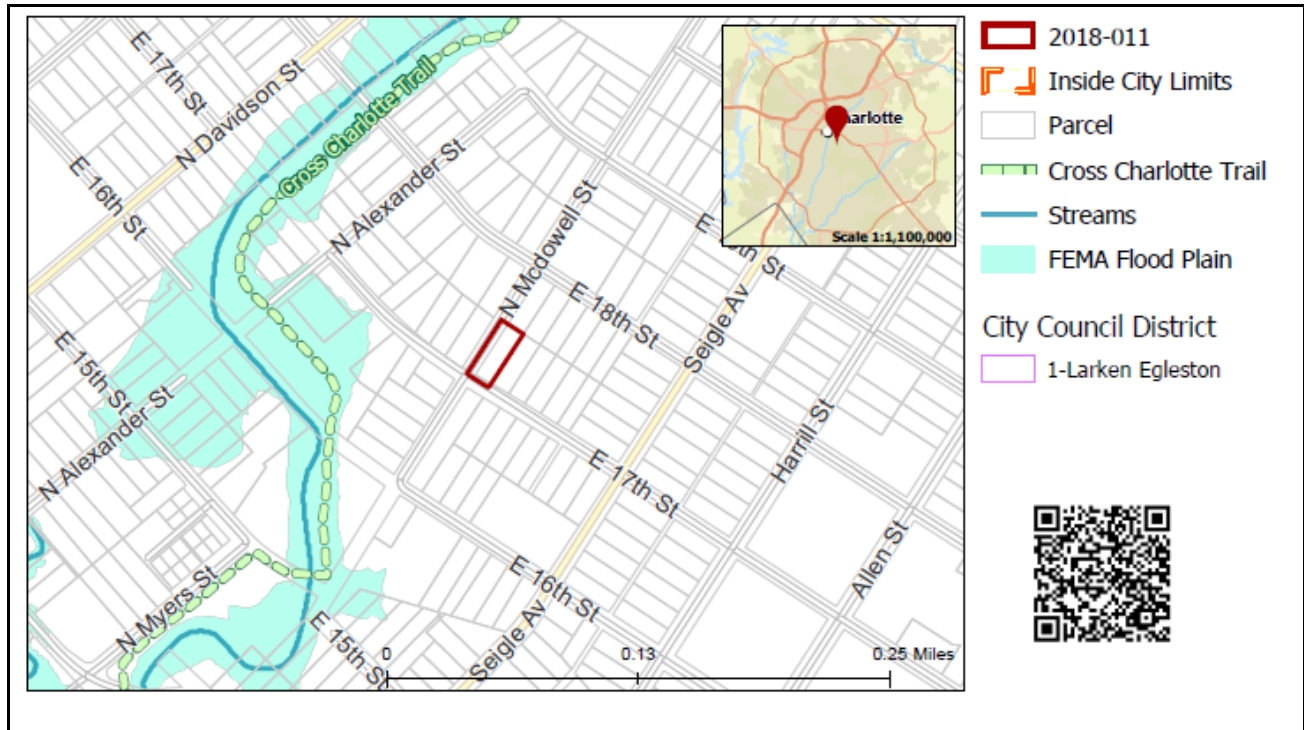 E 17th St
N Davidson St
Cross Charlotte Trail
E 16th St
N Alexander St
N Mcdowell St
E 18th St
Seigle Av
E 15th St
N Alexander St
Harrill St
E 17th St
Allen St
E 16th St
N Myers St
E 15th St
Seigle Av
0
0.13
0.25 Miles
harlotte
Scale 1:1,100,000
2018-011
Inside City Limits
Parcel
Cross Charlotte Trail
Streams
FEMA Flood Plain
City Council District
1-Larken Egleston